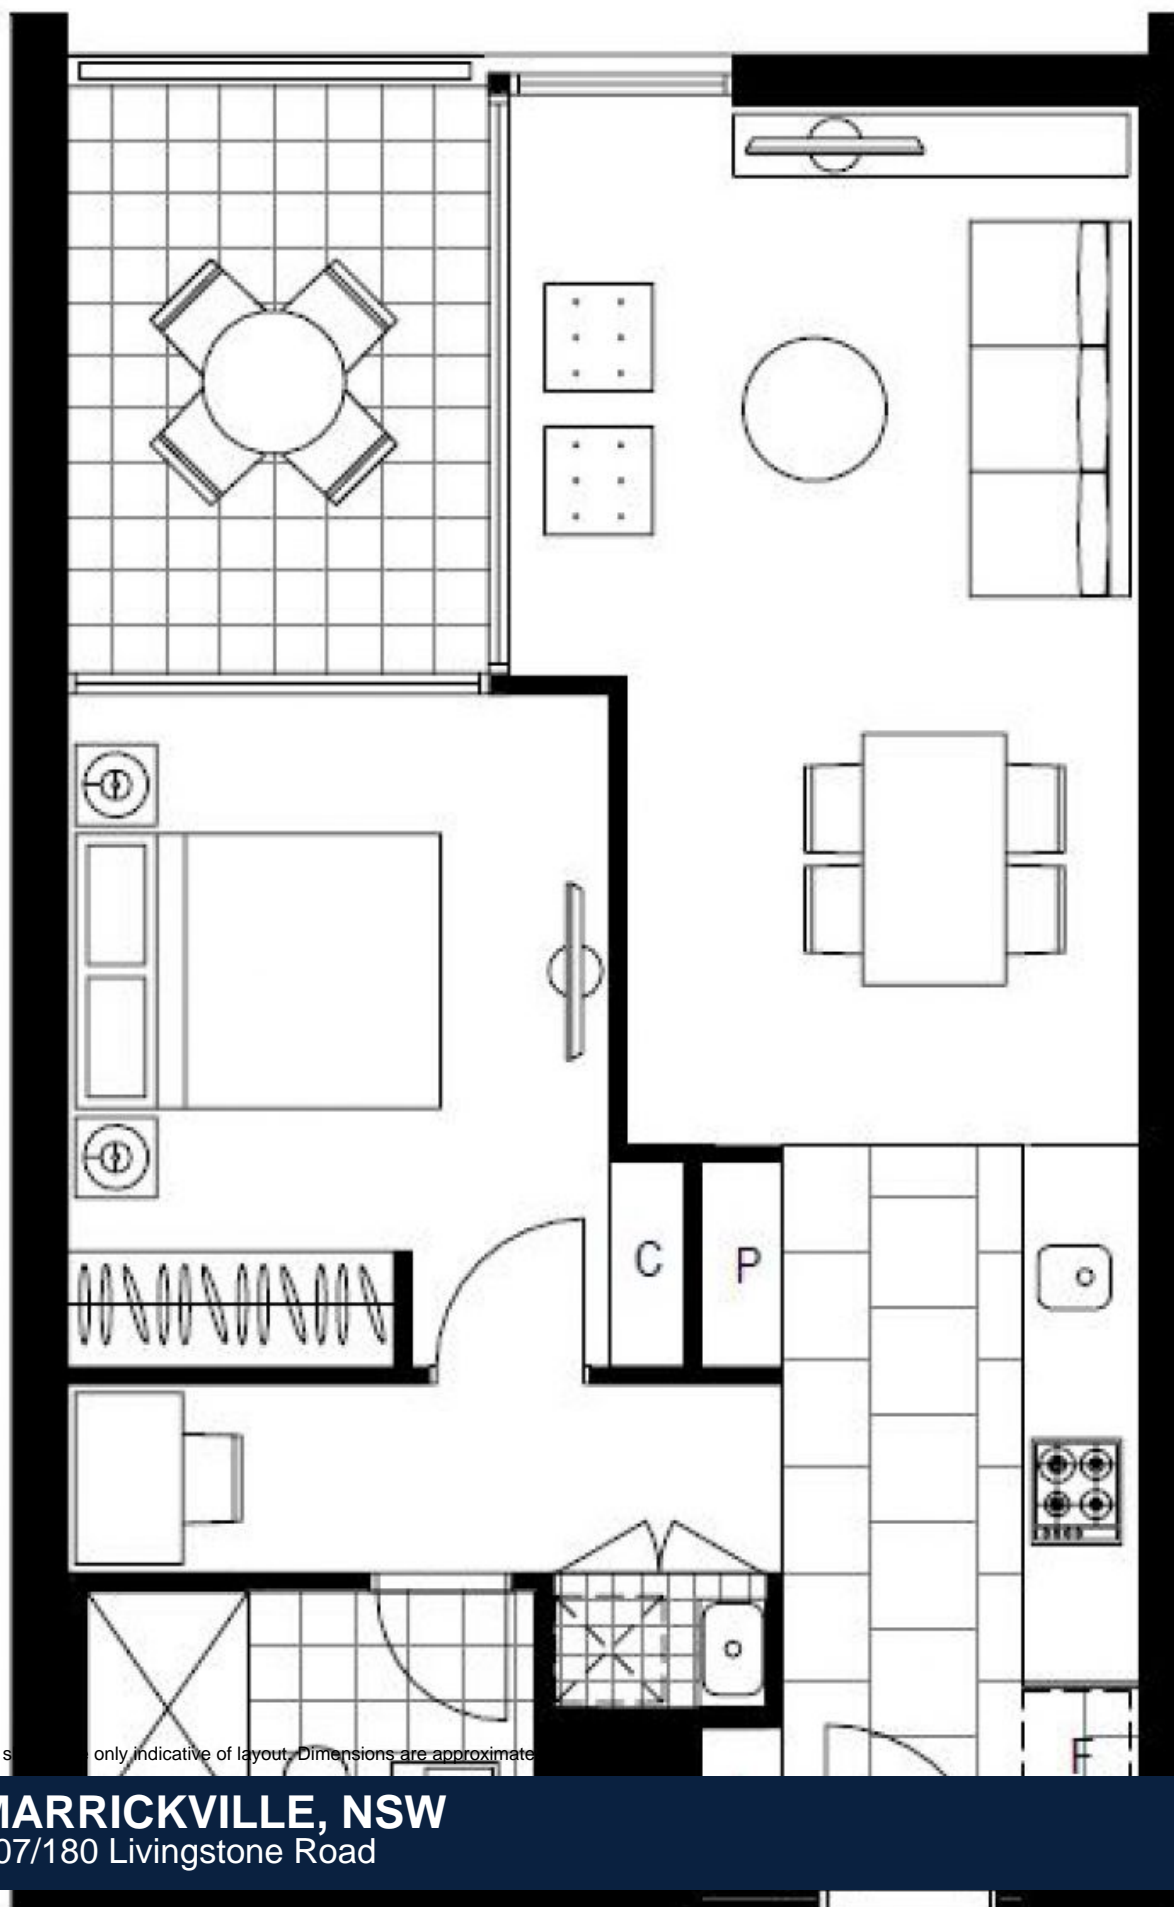 C
P
F
only indicative of layout. Dimensions are approximate
MARRICKVILLE, NSW
07/180 Livingstone Road